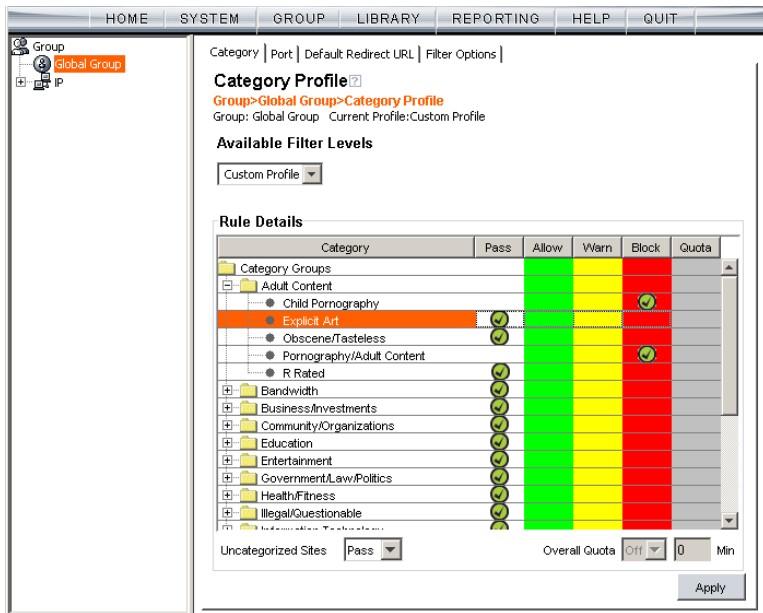 HOME SYSTEM GROUP LIBRARY REPORTING HELP QUIT
Group
Global Group
IP
Category Port Default Redirect URL Filter Options
Category Profile ?
Group>Global Group>Category Profile
Group: Global Group Current Profile:Custom Profile
Available Filter Levels
Custom Profile
Rule Details
Category Pass Allow Warn Block Quota
Category Groups
Adult Content
Child Pornography
Explicit Art
Obscene/Tasteless
Pornography/Adult Content
R Rated
Bandwidth
Business/Investments
Community/Organizations
Education
Entertainment
Government/Law/Politics
Health/Fitness
Illegal/Questionable
Information Technology
Uncategorized Sites Pass Overall Quota Off 0 Min
Apply